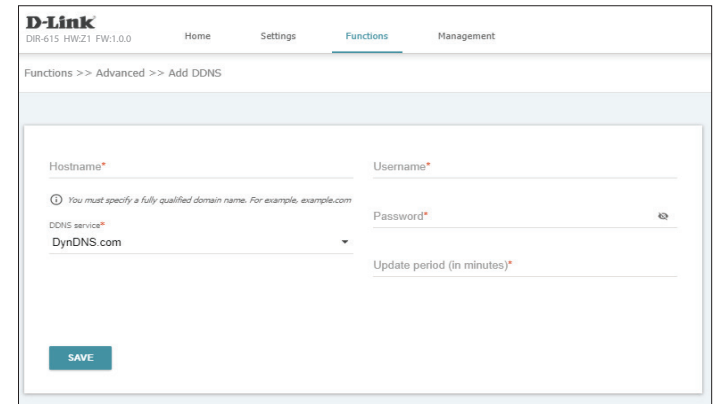 D-Link
DIR-615 HW:Z1 FW:1.0.0
Home Settings Functions Management
Functions >> Advanced >> Add DDNS
Hostname*
Username*
You must specify a fully qualified domain name. For example, example.com
Password*
DDNS service*
DynDNS.com
Update period (in minutes)*
SAVE